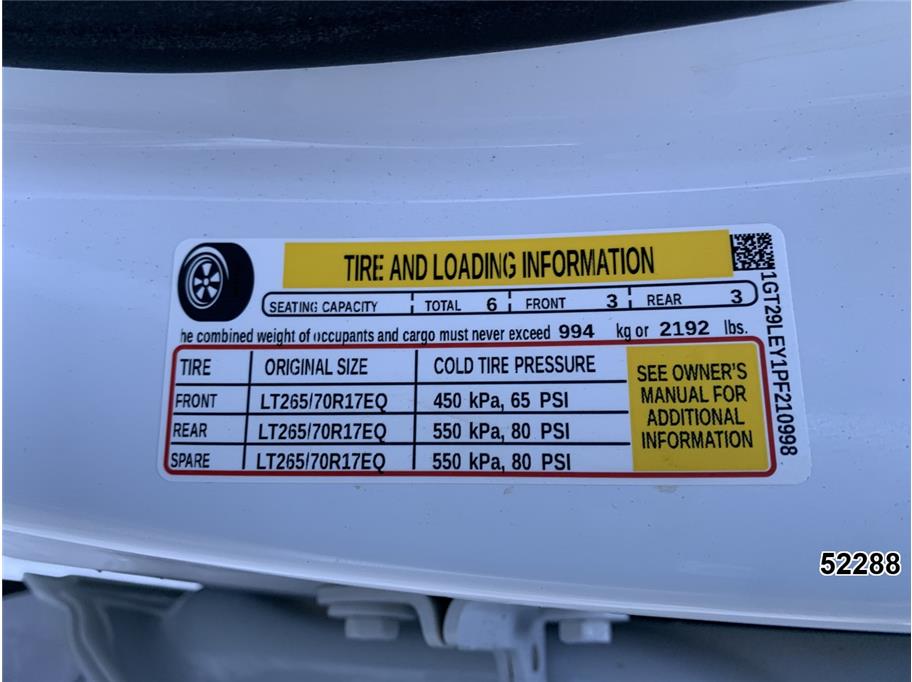 TIRE AND LOADING INFORMATION
SEATING CAPACITY TOTAL 6 FRONT 3 REAR 3
he combined weight of occupants and cargo must never exceed 994 kg or 2192 lbs.
TIRE ORIGINAL SIZE COLD TIRE PRESSURE
FRONT LT265/70R17EQ 450 kPa, 65 PSI
REAR LT265/70R17EQ 550 kPa, 80 PSI
SPARE LT265/70R17EQ 550 kPa, 80 PSI
SEE OWNER'S
MANUAL FOR
ADDITIONAL
INFORMATION
1GT29LEY1PF210998
52288